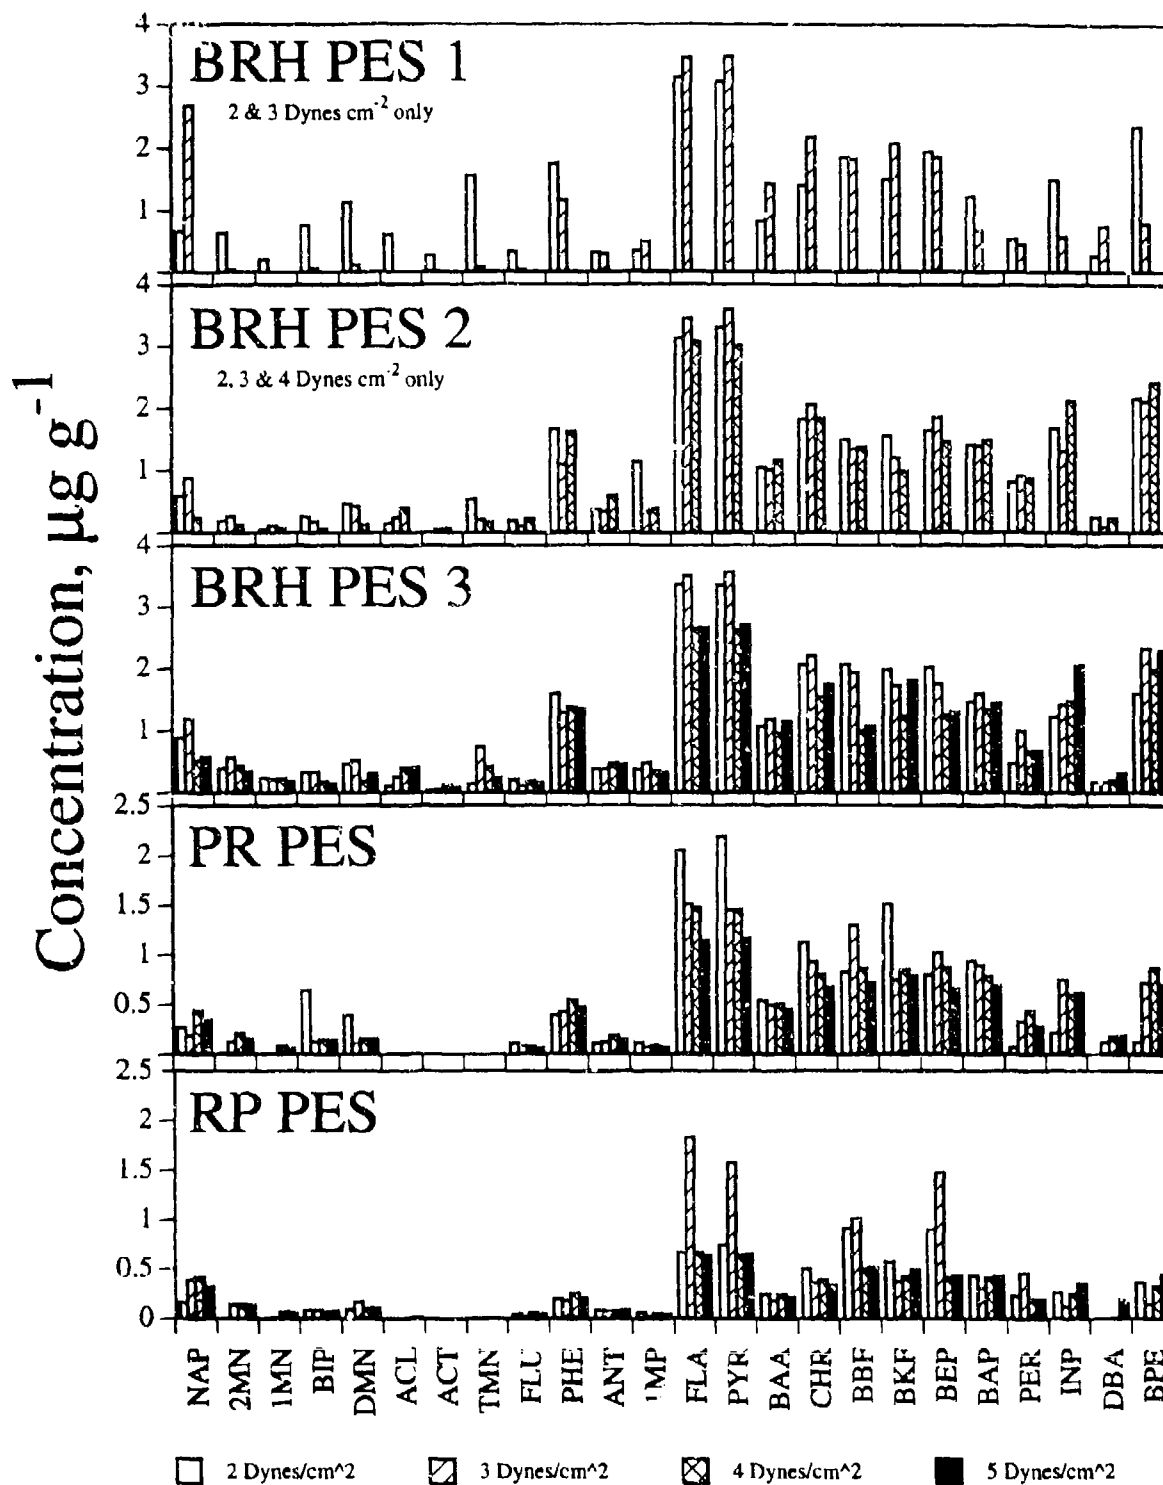 Concentration, µg g⁻¹
4
BRH PES 1
3
2 & 3 Dynes cm⁻² only
2
1
4
BRH PES 2
3
2, 3 & 4 Dynes cm⁻² only
2
1
4
BRH PES 3
3
2
1
2.5
PR PES
2
1.5
1
0.5
2.5
RP PES
2
1.5
1
0.5
0
NAP 2MN 1MN BIP DMN ACL ACT TMN FLU PHE ANT 1MP FLA PYR BAA CHR BBF BKF BEP BAP PER INP DBA BPE
2 Dynes/cm^2 3 Dynes/cm^2 4 Dynes/cm^2 5 Dynes/cm^2